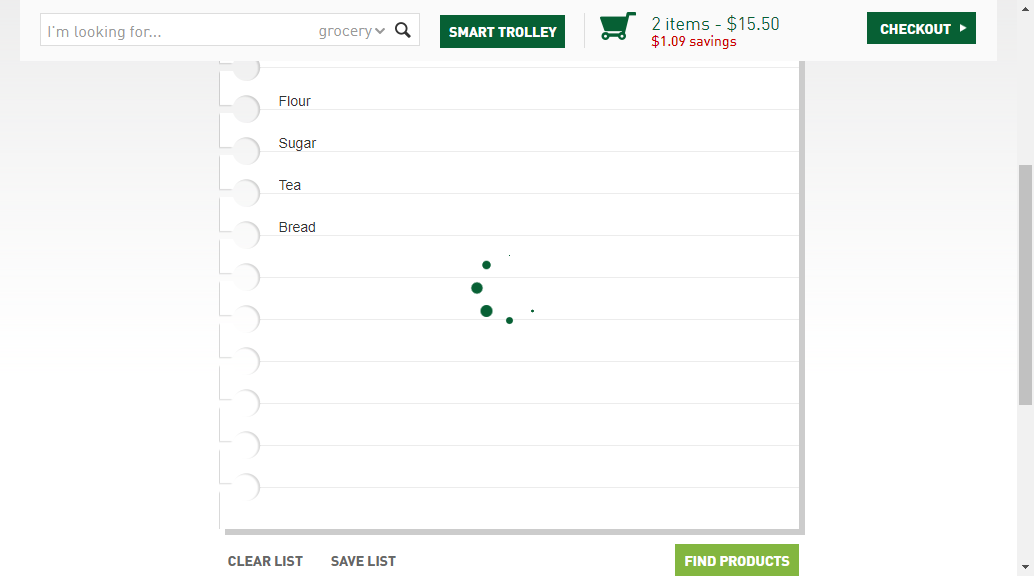 I'm looking for...
grocery
SMART TROLLEY
2 items - $15.50
$1.09 savings
CHECKOUT
Flour
Sugar
Tea
Bread
CLEAR LIST
SAVE LIST
FIND PRODUCTS